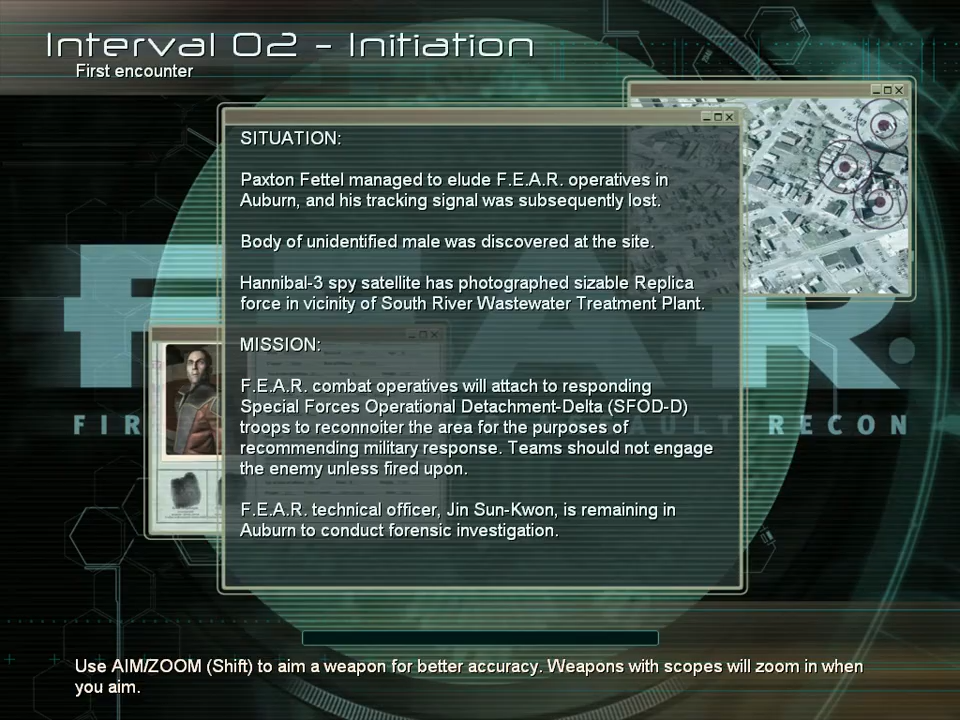 Interval 02 - Initiation
First encounter
SITUATION:
Paxton Fettel managed to elude F.E.A.R. operatives in
Auburn, and his tracking signal was subsequently lost.
Body of unidentified male was discovered at the site.
Hannibal-3 spy satellite has photographed sizable Replica
force in vicinity of South River Wastewater Treatment Plant.
MISSION:
F.E.A.R. combat operatives will attach to responding
Special Forces Operational Detachment-Delta (SFOD-D)
troops to reconnoiter the area for the purposes of
recommending military response. Teams should not engage
the enemy unless fired upon.
F.E.A.R. technical officer, Jin Sun-Kwon, is remaining in
Auburn to conduct forensic investigation.
F.E.A.R.
RECON
Use AIM/ZOOM (Shift) to aim a weapon for better accuracy. Weapons with scopes will zoom in when
you aim.